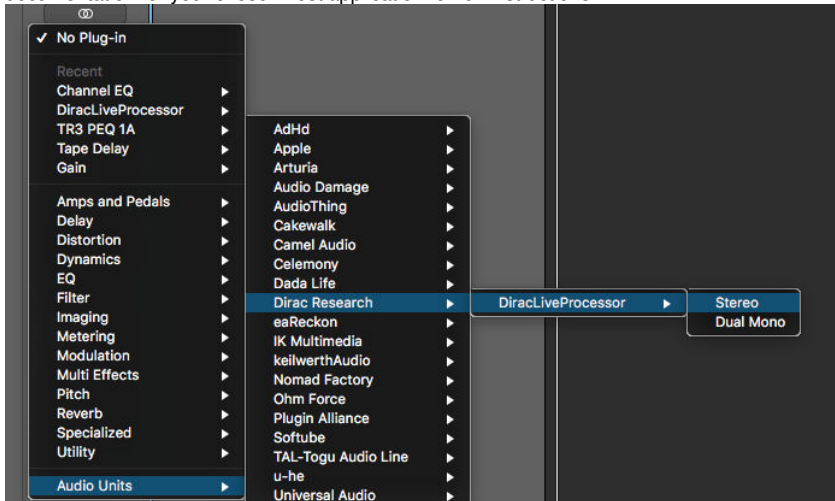 No Plug-in
Recent
Channel EQ
DiracLiveProcessor
TR3 PEQ 1A
Tape Delay
Gain
Amps and Pedals
Delay
Distortion
Dynamics
EQ
Filter
Imaging
Metering
Modulation
Multi Effects
Pitch
Reverb
Specialized
Utility
Audio Units
AdHd
Apple
Arturia
Audio Damage
AudioThing
Cakewalk
Camel Audio
Celemony
Dada Life
Dirac Research
eaReckon
IK Multimedia
keilwerthAudio
Nomad Factory
Ohm Force
Plugin Alliance
Softube
TAL-Togu Audio Line
u-he
Universal Audio
DiracLiveProcessor
Stereo
Dual Mono